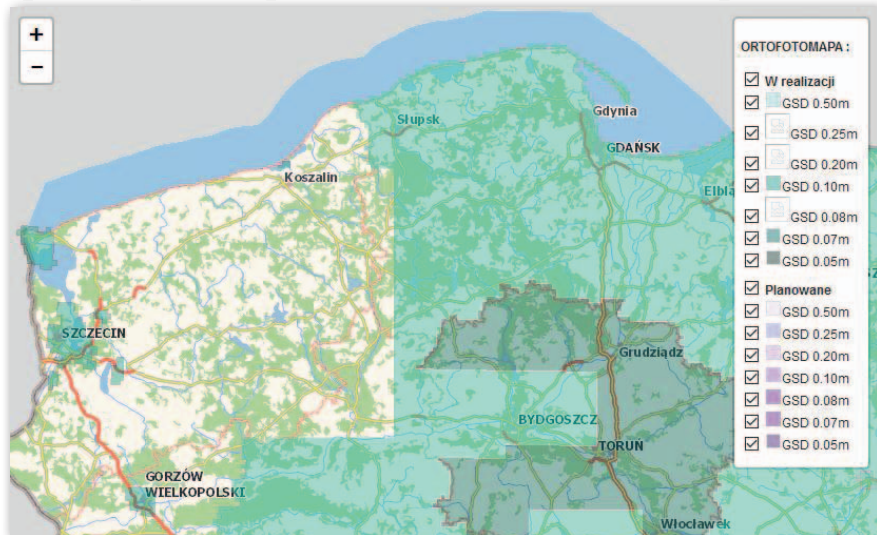 +
−
ORTOFOTOMAPA :
W realizacji
GSD 0.50m
GSD 0.25m
GSD 0.20m
GSD 0.10m
GSD 0.08m
GSD 0.07m
GSD 0.05m
Planowane
GSD 0.50m
GSD 0.25m
GSD 0.20m
GSD 0.10m
GSD 0.08m
GSD 0.07m
GSD 0.05m
Gdynia
Słupsk
GDAŃSK
Koszalin
Elblą
SZCZECIN
Grudziądz
BYDGOSZCZ
TORUŃ
GORZÓW
WIELKOPOLSKI
Włocławek